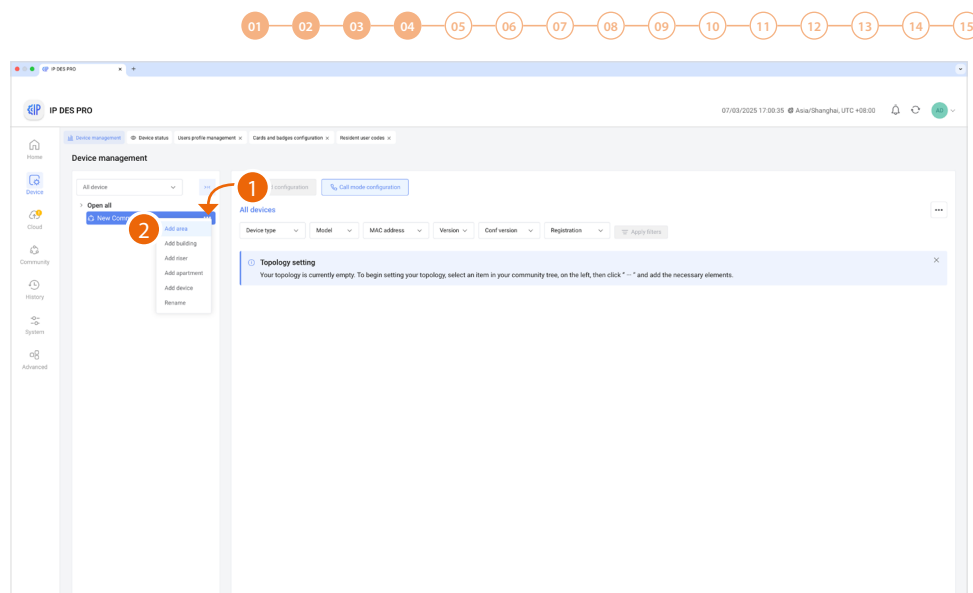 01 02 03 04 05 06 07 08 09 10 11 12 13 14 15
IP DES PRO × +
IP DES PRO
07/03/2025 17:00:35 Asia/Shanghai, UTC +08:00
AB
Device management Device status Users profile management × Cards and badges configuration × Resident user codes ×
Device management
Home
Device
Cloud
Community
History
System
Advanced
All device
Open all
New Com
1
2
Add area
Add building
Add riser
Add apartment
Add device
Rename
configuration
Call mode configuration
All devices
Device type Model MAC address Version Conf version Registration Apply filters
Topology setting
Your topology is currently empty. To begin setting your topology, select an item in your community tree, on the left, then click " ··· " and add the necessary elements.